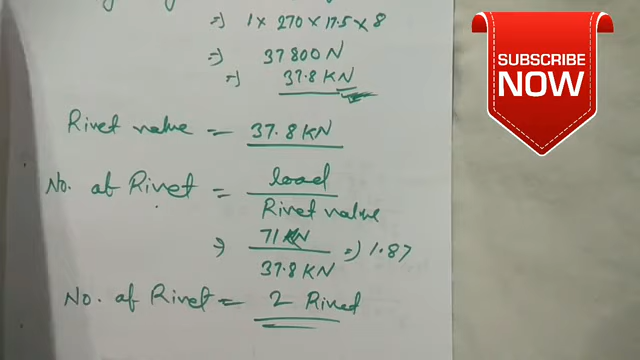 =) 1 x 270 x 17.5 x 8
=) 37800 N
=) 37.8 KN
Rivet value = 37.8 KN
No. of Rivet = load
Rivet value
=) 71 KN =) 1.87
37.8 KN
No. of Rivet = 2 Rivet
SUBSCRIBE
NOW